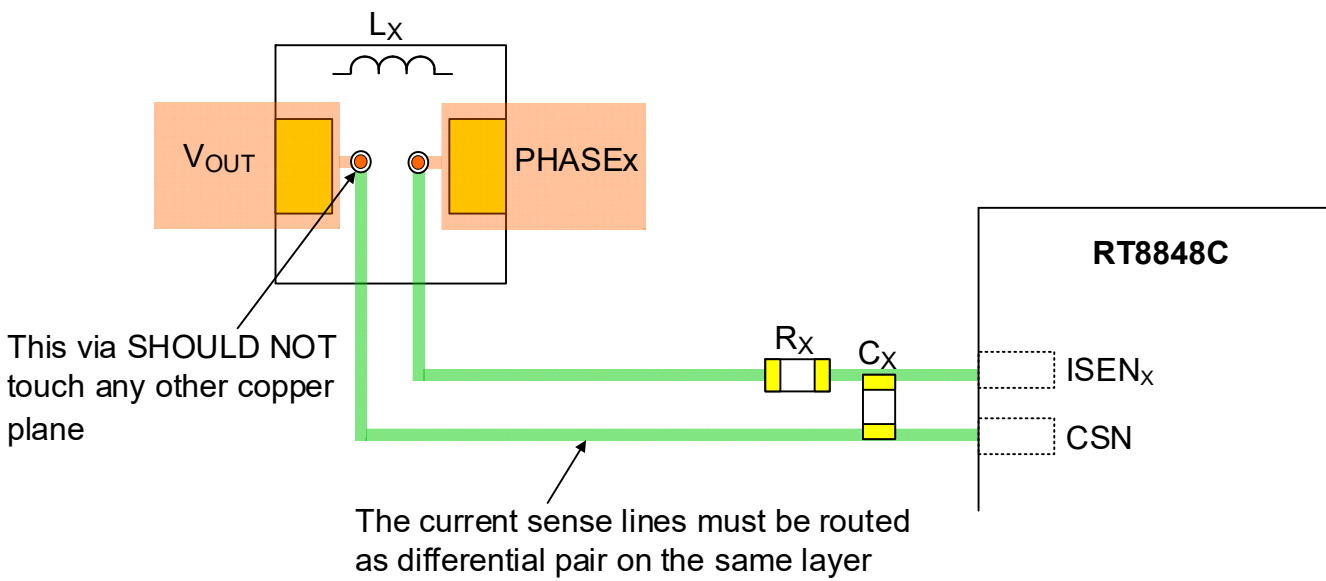 LX
VOUT
PHASEx
RT8848C
This via SHOULD NOT
touch any other copper
plane
RX
CX
ISENX
CSN
The current sense lines must be routed
as differential pair on the same layer